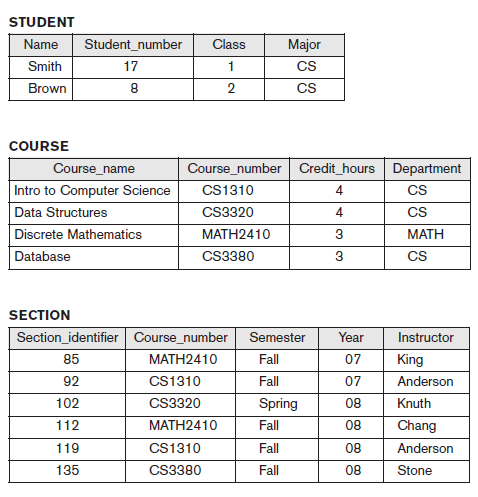 STUDENT
Name Student_number Class Major
Smith 17 1 CS
Brown 8 2 CS
COURSE
Course_name Course_number Credit_hours Department
Intro to Computer Science CS1310 4 CS
Data Structures CS3320 4 CS
Discrete Mathematics MATH2410 3 MATH
Database CS3380 3 CS
SECTION
Section_identifier Course_number Semester Year Instructor
85 MATH2410 Fall 07 King
92 CS1310 Fall 07 Anderson
102 CS3320 Spring 08 Knuth
112 MATH2410 Fall 08 Chang
119 CS1310 Fall 08 Anderson
135 CS3380 Fall 08 Stone